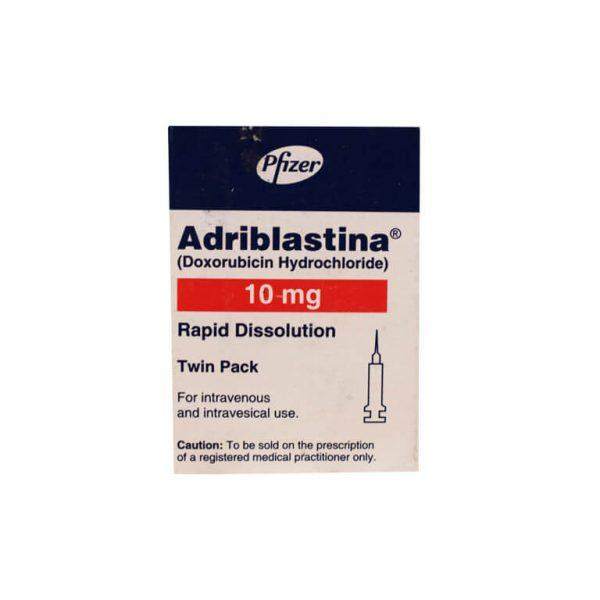 Pfizer
Adriblastina®
(Doxorubicin Hydrochloride)
10 mg
Rapid Dissolution
Twin Pack
For intravenous
and intravesical use.
Caution: To be sold on the prescription
of a registered medical practitioner only.